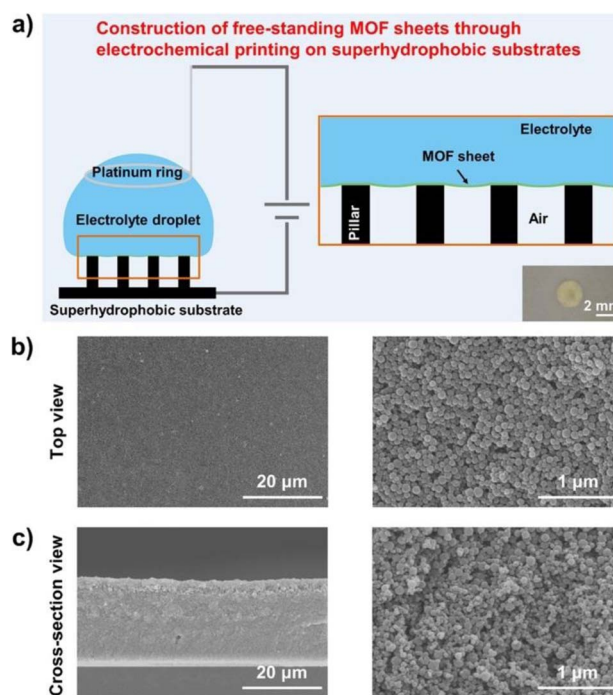 a)
Construction of free-standing MOF sheets through
electrochemical printing on superhydrophobic substrates
Platinum ring
Electrolyte droplet
Superhydrophobic substrate
Electrolyte
MOF sheet
Pillar
Air
2 mm
b)
Top view
20 µm
1 µm
c)
Cross-section view
20 µm
1 µm